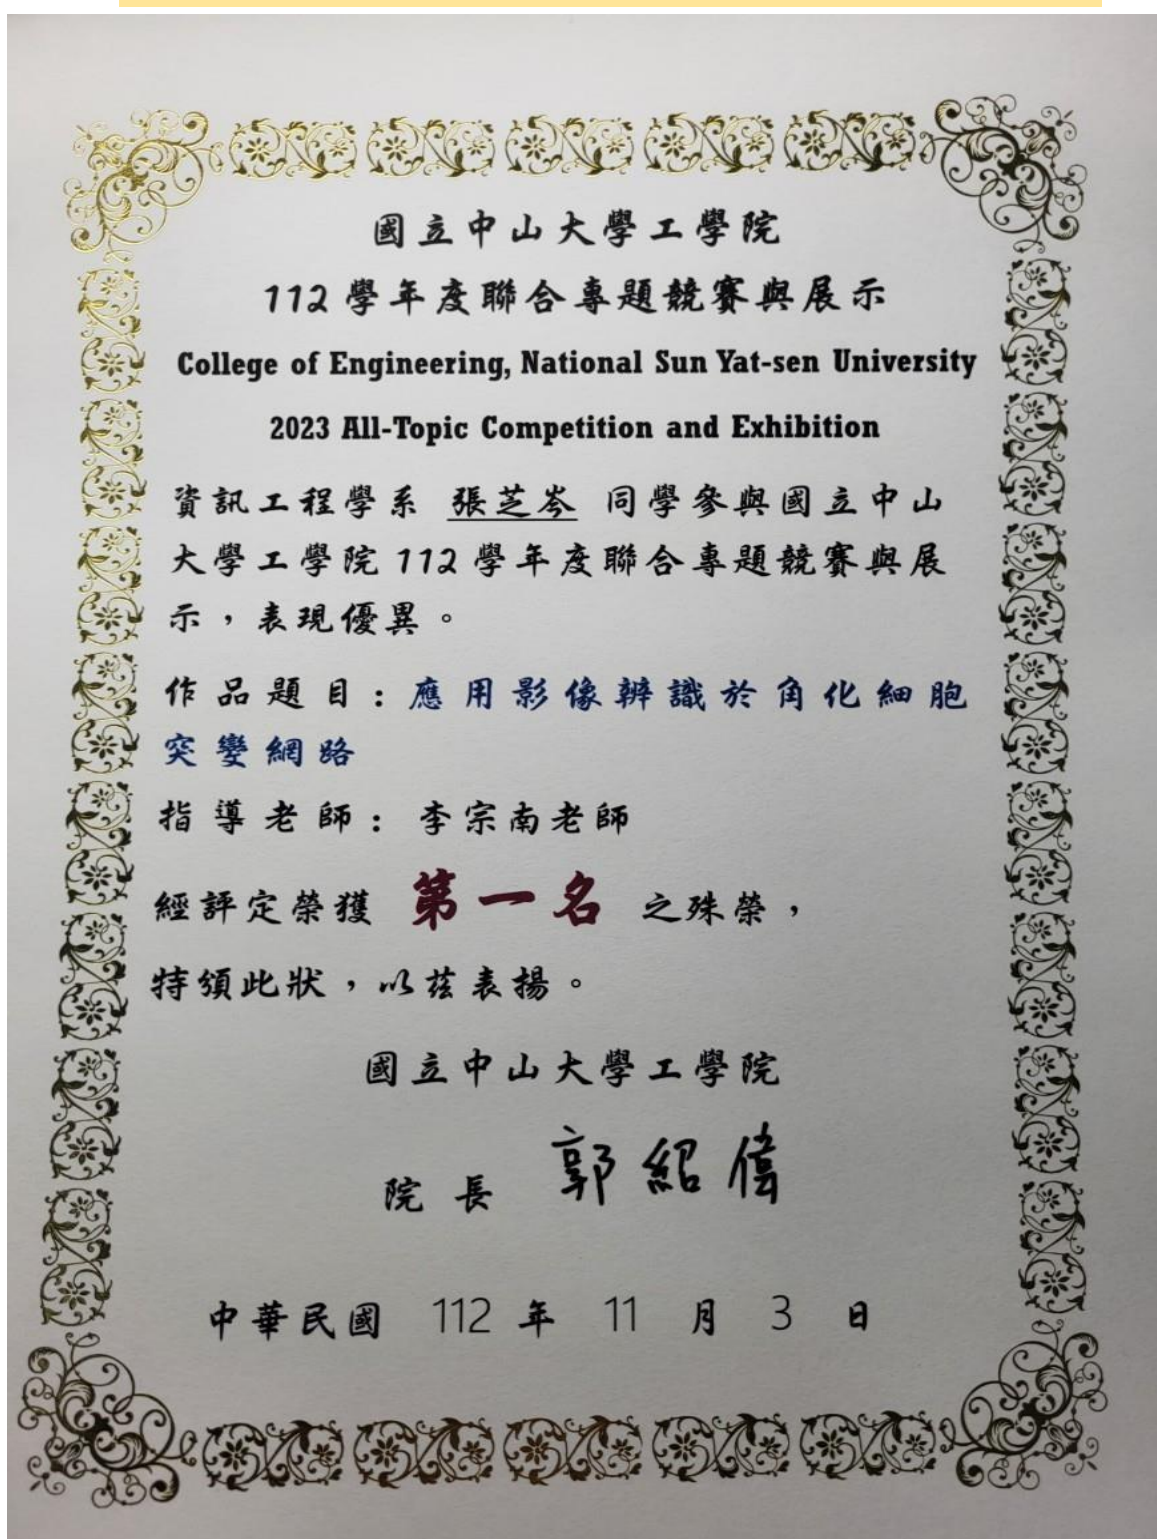 國立中山大學工學院
112 學年度聯合專題競賽與展示
College of Engineering, National Sun Yat-sen University
2023 All-Topic Competition and Exhibition
資訊工程學系 張芝岑 同學參與國立中山
大學工學院 112 學年度聯合專題競賽與展
示，表現優異。
作品題目：應用影像辨識於角化細胞
突變網路
指導老師：李宗南老師
經評定榮獲 第一名 之殊榮，
特頒此狀，以茲表揚。
國立中山大學工學院
院長 郭紹偉
中華民國 112 年 11 月 3 日